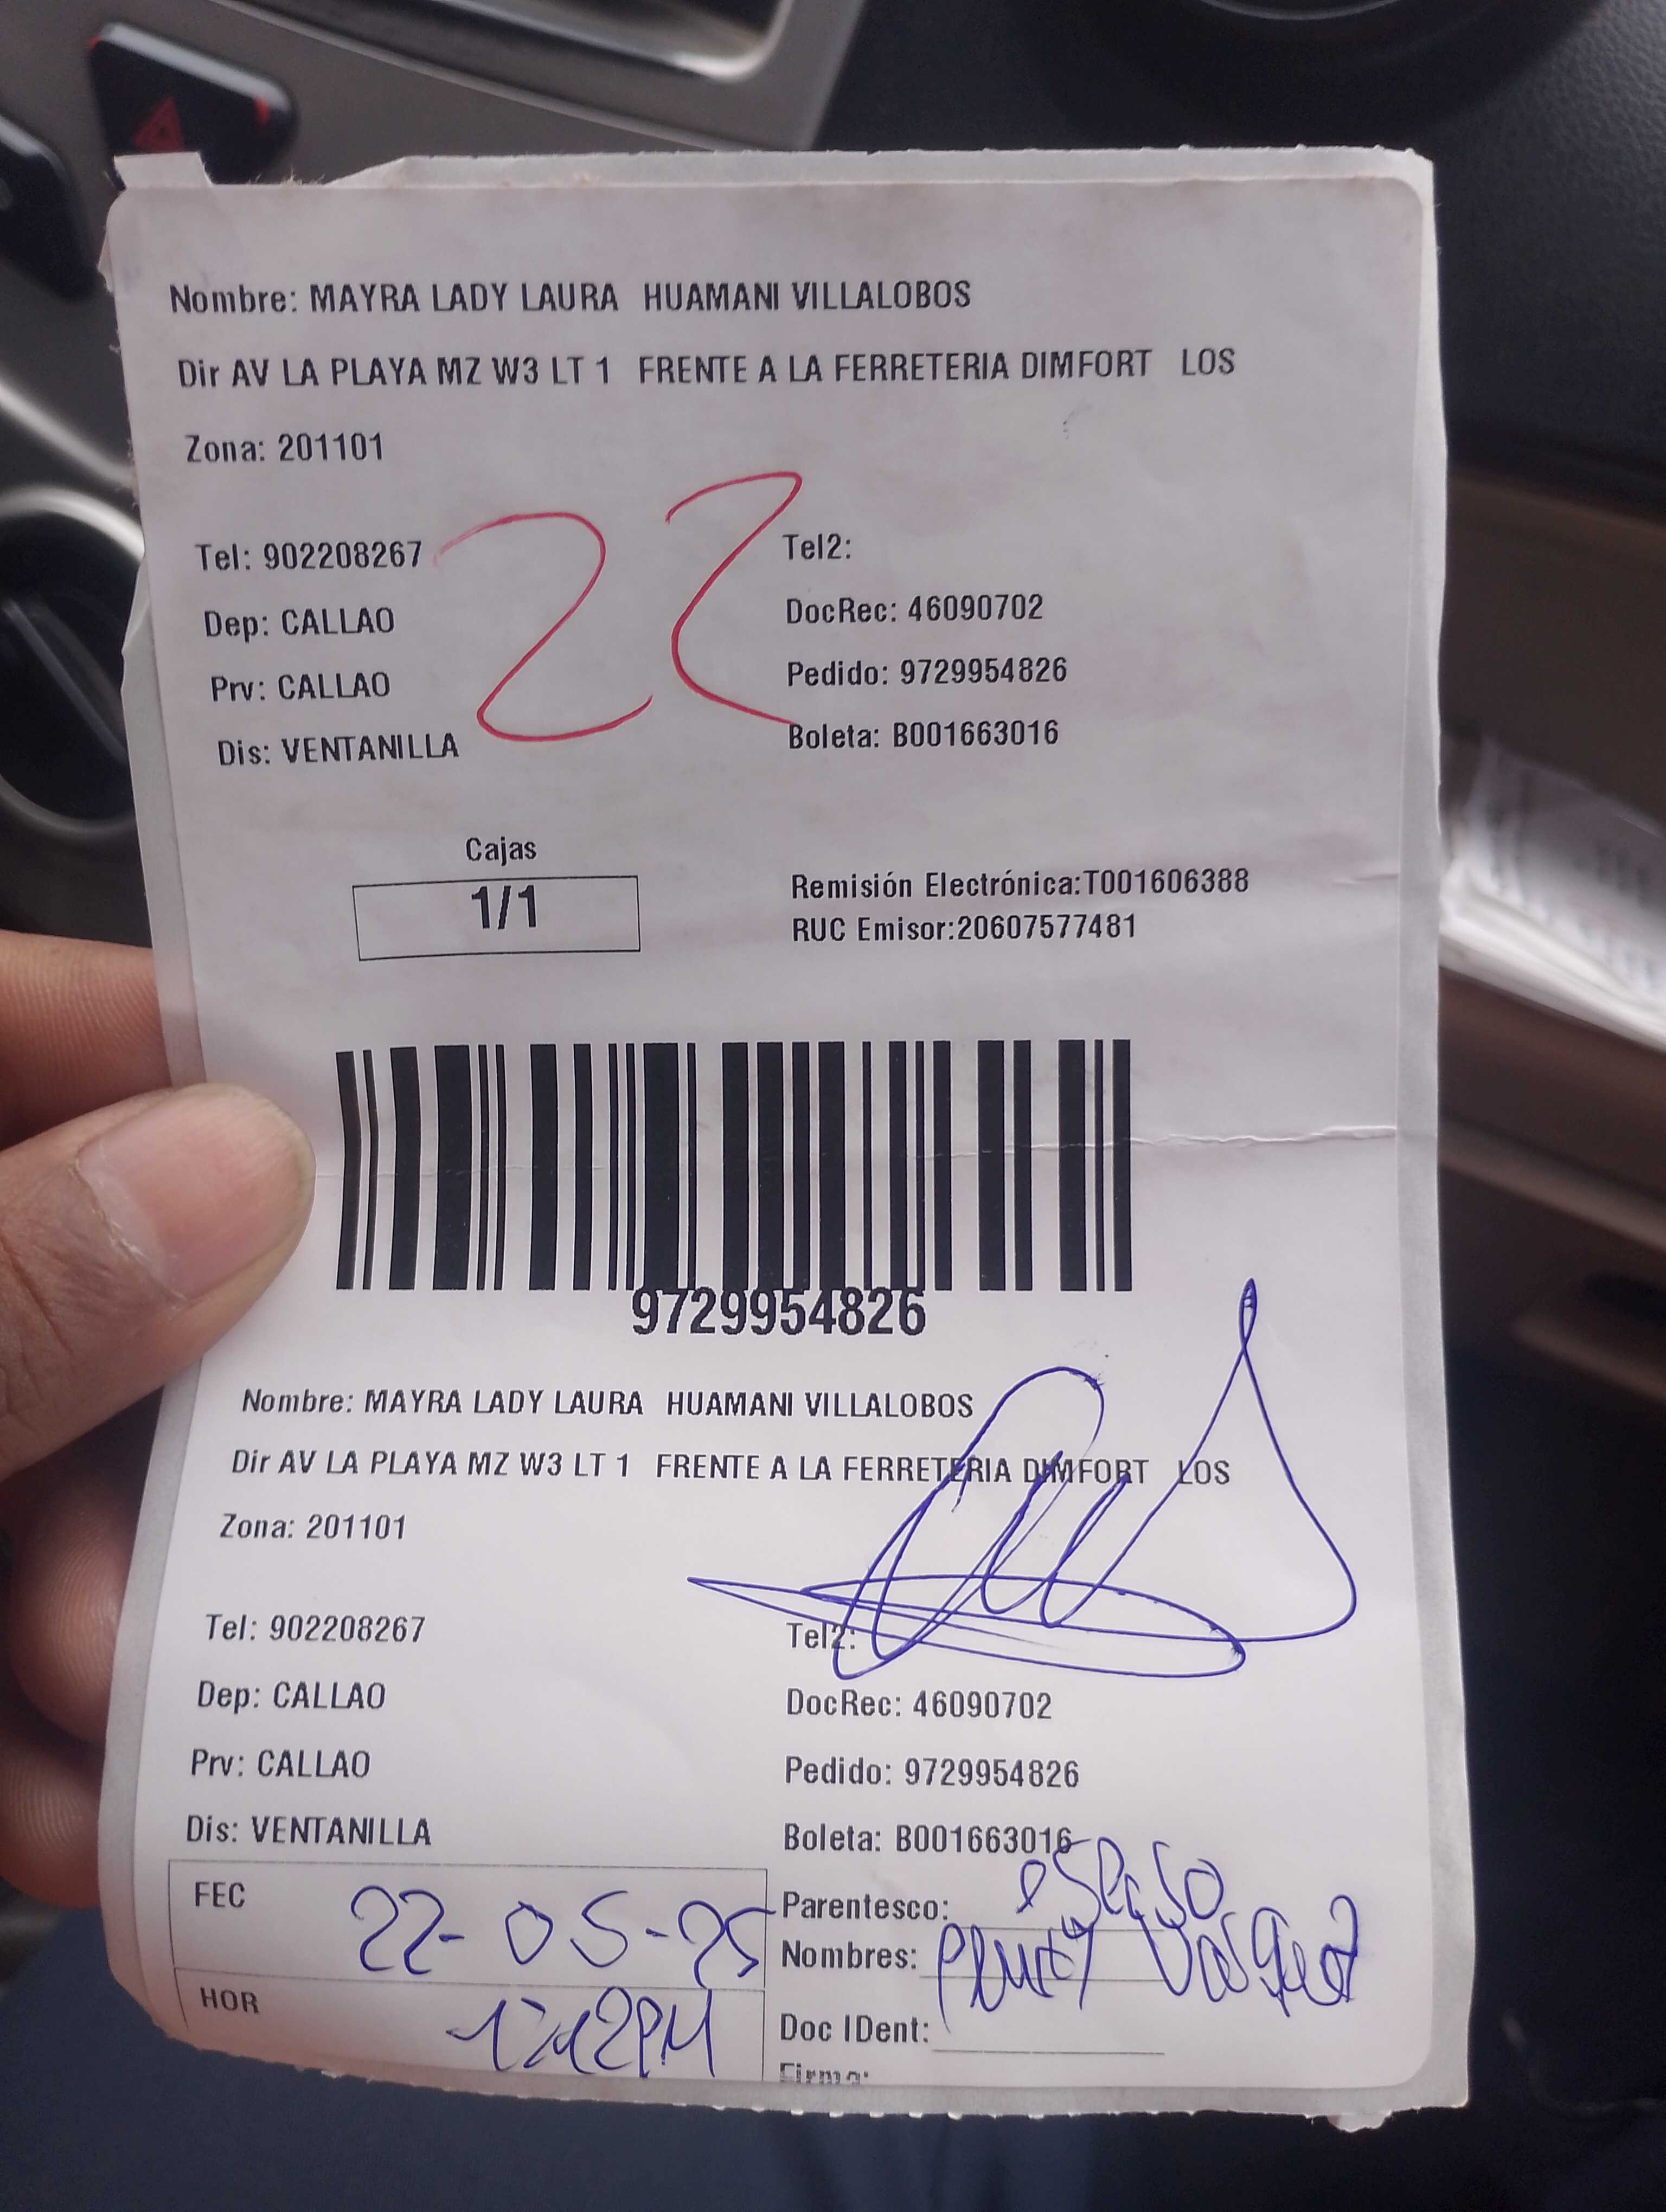 Nombre: MAYRA LADY LAURA HUAMANI VILLALOBOS
Dir AV LA PLAYA MZ W3 LT 1 FRENTE A LA FERRETERIA DIMFORT LOS
Zona: 201101
22
Tel: 902208267 Tel2:
Dep: CALLAO DocRec: 46090702
Prv: CALLAO Pedido: 9729954826
Dis: VENTANILLA Boleta: B001663016
Cajas
1/1
Remisión Electrónica:T001606388
RUC Emisor:20607577481
9729954826
Nombre: MAYRA LADY LAURA HUAMANI VILLALOBOS
Dir AV LA PLAYA MZ W3 LT 1 FRENTE A LA FERRETERIA DIMFORT LOS
Zona: 201101
Tel: 902208267 Tel2:
Dep: CALLAO DocRec: 46090702
Prv: CALLAO Pedido: 9729954826
Dis: VENTANILLA Boleta: B001663016
FEC 22-05-25 Parentesco: esposo
Nombres:
HOR Doc IDent:
Firma: